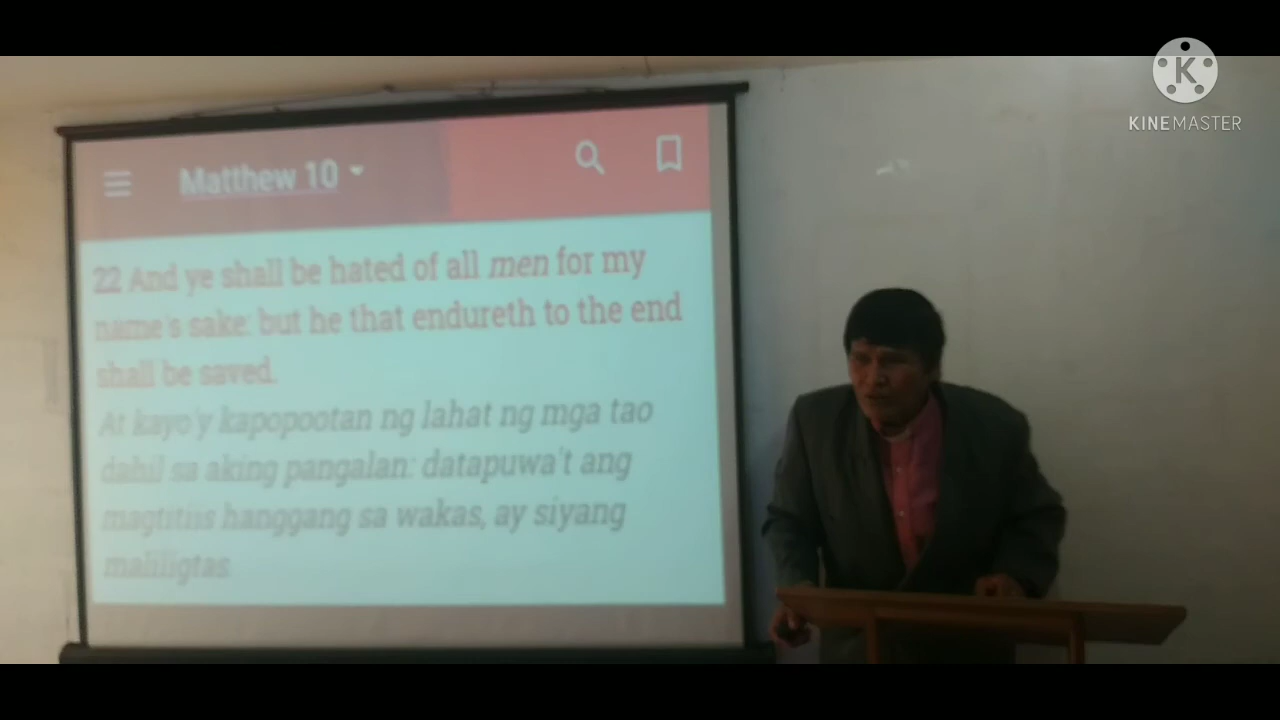 Matthew 10
22 And ye shall be hated of all men for my
name's sake: but he that endureth to the end
shall be saved.
At kayo'y kapopootan ng lahat ng mga tao
dahil sa aking pangalan: datapuwa't ang
magtitiis hanggang sa wakas, ay siyang
maliligtas
K
KINEMASTER